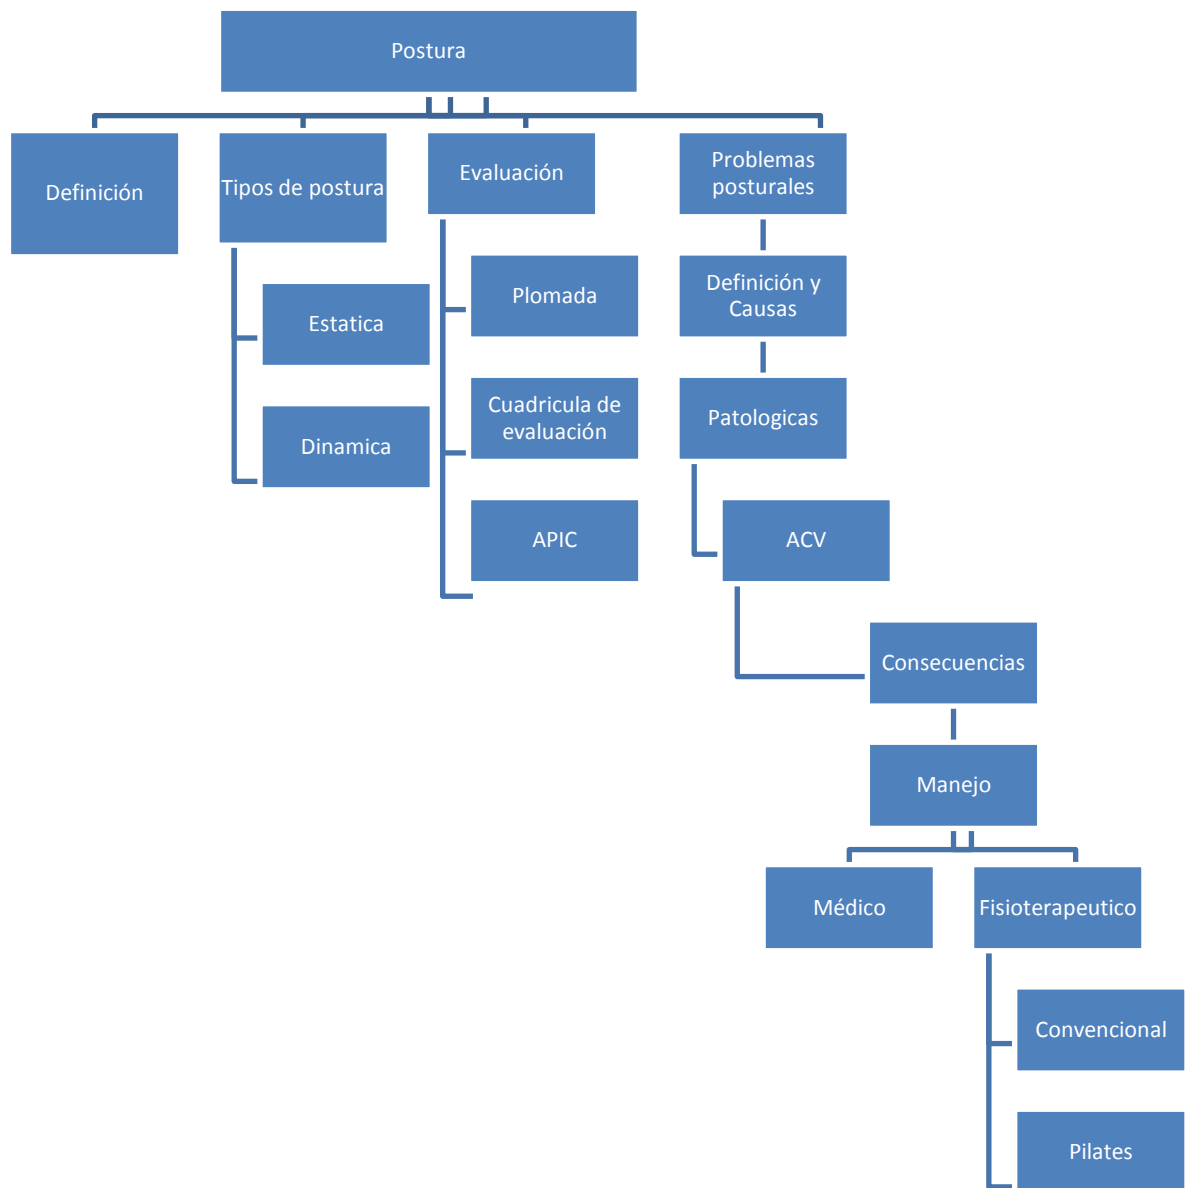 Postura
Definición
Tipos de postura
Evaluación
Problemas
posturales
Estatica
Dinamica
Plomada
Cuadricula de
evaluación
APIC
Definición y
Causas
Patologicas
ACV
Consecuencias
Manejo
Médico
Fisioterapeutico
Convencional
Pilates